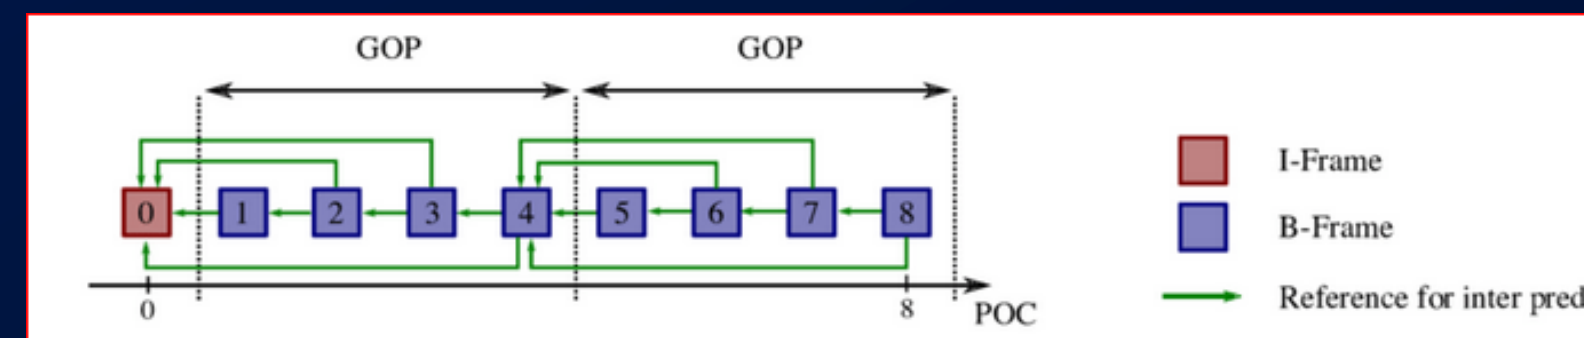 GOP GOP
I-Frame
0 1 2 3 4 5 6 7 8
B-Frame
Reference for inter pred
0 8 POC